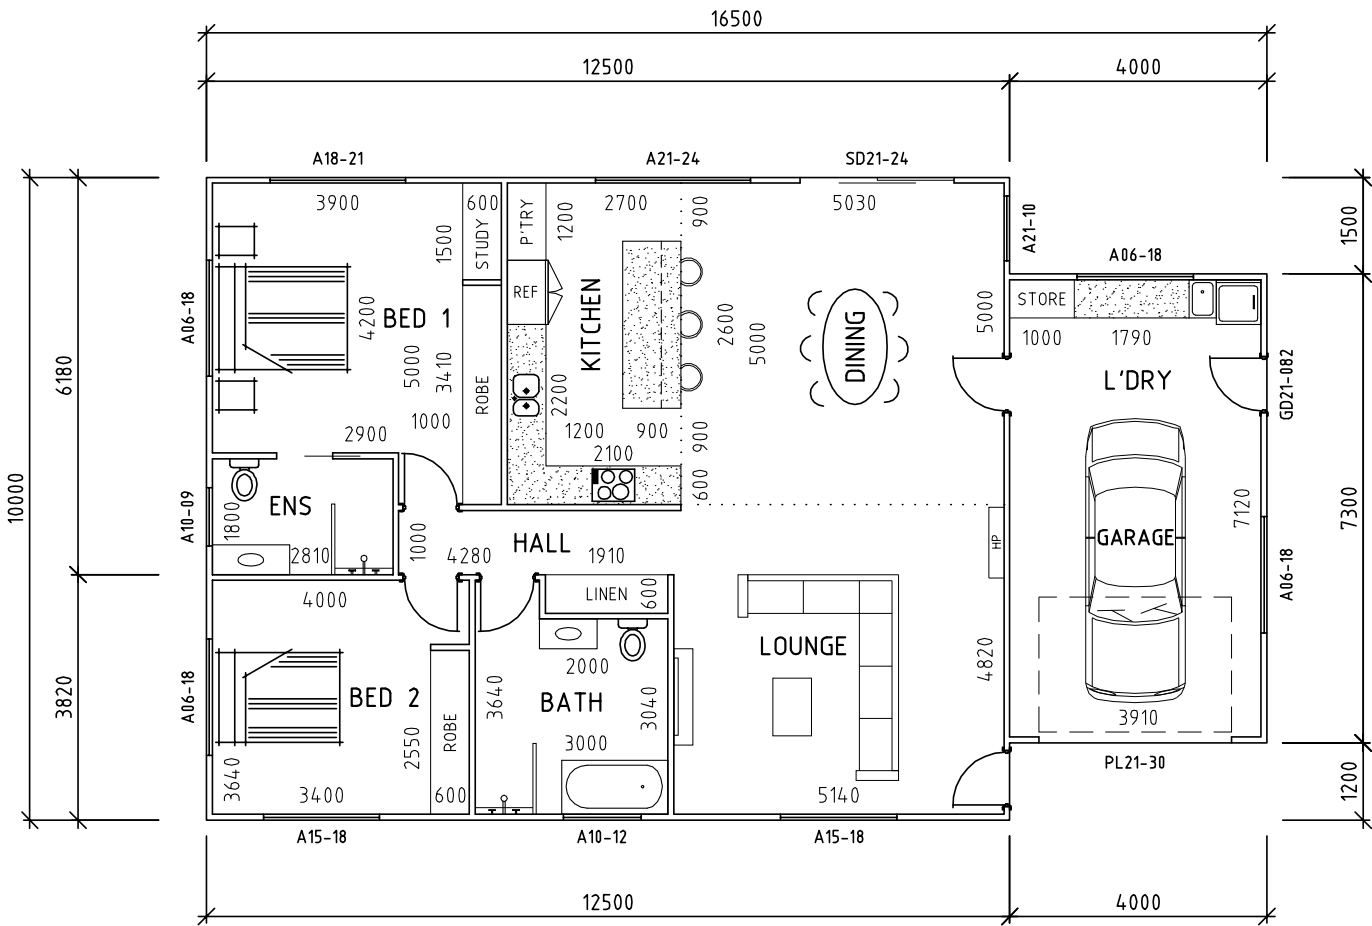 16500
12500
4000
A18-21
A21-24
SD21-24
3900
600
2700
5030
P'TRY
1200
900
1500
STUDY
A21-10
1500
A06-18
REF
KITCHEN
A06-18
BED 1
4200
2600
5000
DINING
5000
STORE
1000
1790
6180
5000
3410
ROBE
2200
L'DRY
GD21-082
1000
1200
900
900
2900
2100
600
10000
A10-09
1800
ENS
2810
1000
4280
HALL
1910
HP
GARAGE
7120
7300
A06-18
4000
LINEN
600
LOUNGE
4820
2000
3820
A06-18
BED 2
3640
BATH
3040
3910
2550
ROBE
3000
PL21-30
3640
3400
600
5140
1200
A15-18
A10-12
A15-18
12500
4000